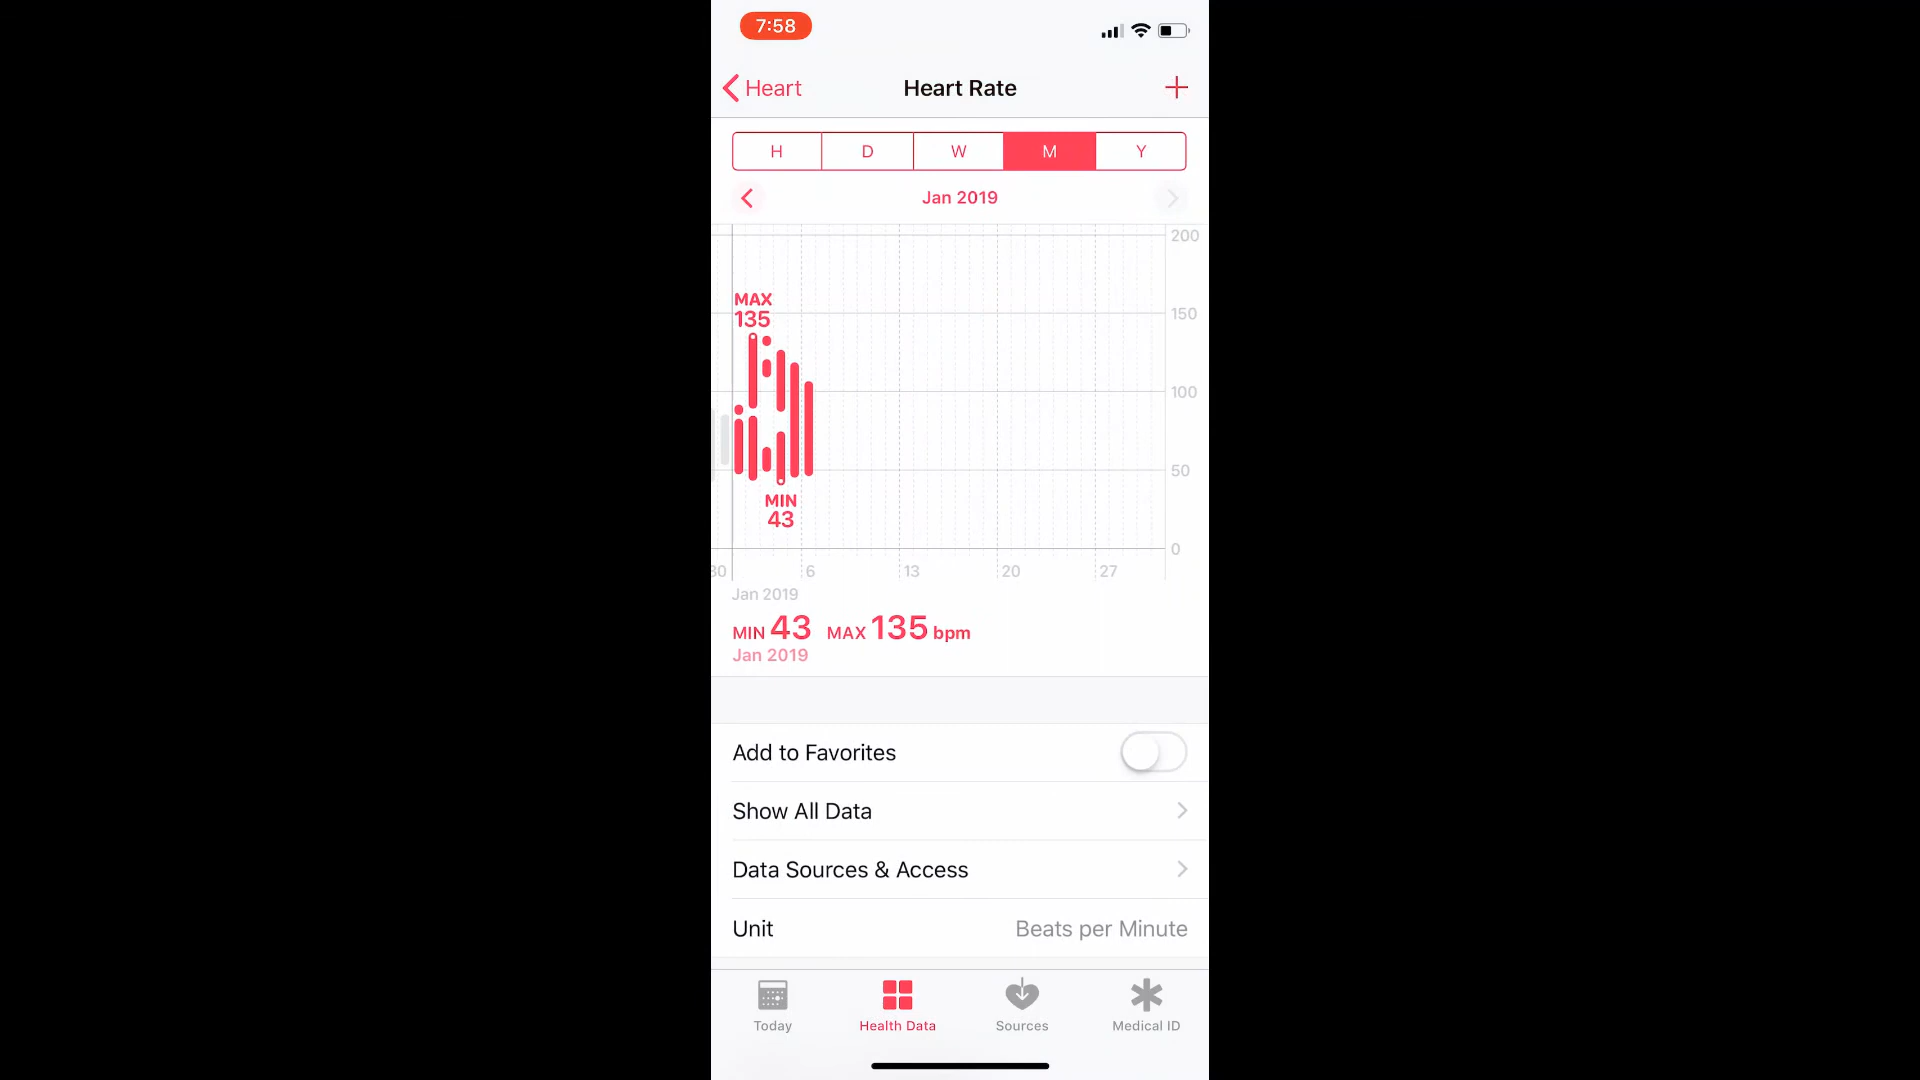 7:58
Heart
Heart Rate
H
D
W
M
Y
Jan 2019
200
MAX
135
150
100
50
MIN
43
0
30 6 13 20 27
Jan 2019
MIN 43 MAX 135 bpm
Jan 2019
Add to Favorites
Show All Data
Data Sources & Access
Unit Beats per Minute
Today Health Data Sources Medical ID